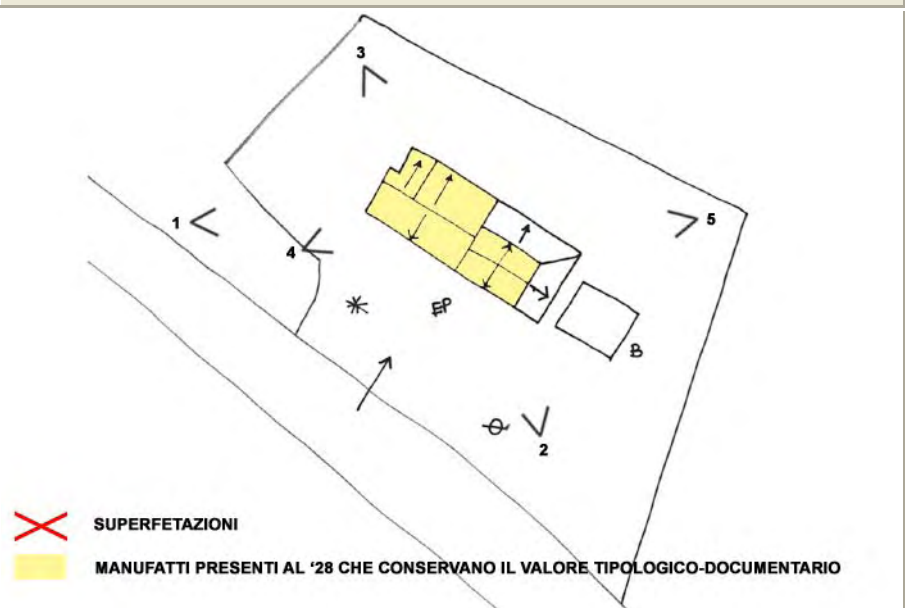 3
5
1
4
EP
B
2
SUPERFETAZIONI
MANUFATTI PRESENTI AL ‘28 CHE CONSERVANO IL VALORE TIPOLOGICO-DOCUMENTARIO